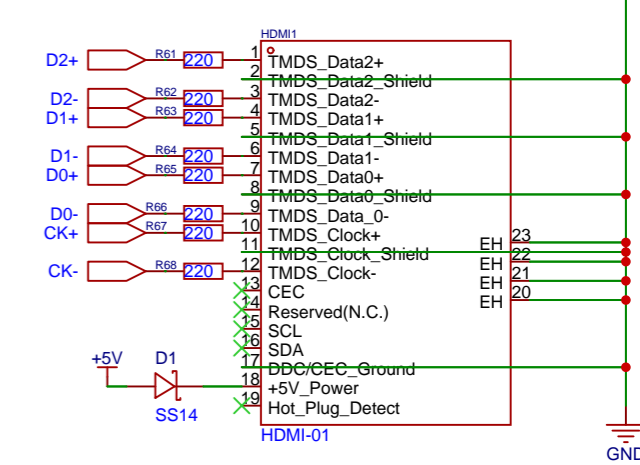 HDMI1
D2+ R61 220 1 TMDS_Data2+
2 TMDS_Data2_Shield
D2- R62 220 3 TMDS_Data2-
D1+ R63 220 4 TMDS_Data1+
5 TMDS_Data1_Shield
D1- R64 220 6 TMDS_Data1-
D0+ R65 220 7 TMDS_Data0+
8 TMDS_Data0_Shield
D0- R66 220 9 TMDS_Data_0-
CK+ R67 220 10 TMDS_Clock+
EH 23
11 TMDS_Clock_Shield
EH 22
CK- R68 220 12 TMDS_Clock-
EH 21
13 CEC
EH 20
14 Reserved(N.C.)
15 SCL
16 SDA
17 DDC/CEC_Ground
+5V D1 18 +5V_Power
SS14 19 Hot_Plug_Detect
HDMI-01
GND